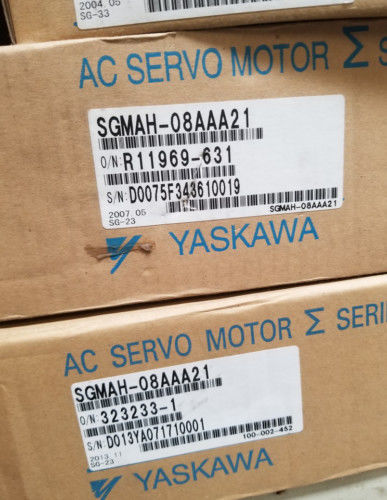 2004.05
SG-33
AC SERVO MOTOR Σ S
SGMAH-08AAA21
O/N:R11969-631
S/N:D0075F343610019
2007.05
SG-23
SGMAH-08AAA21
YASKAWA
AC SERVO MOTOR Σ SERI
SGMAH-08AAA21
O/N:323233-1
S/N:D013YA071710001
2013.11
SG-23
100-002-452
YASKAWA